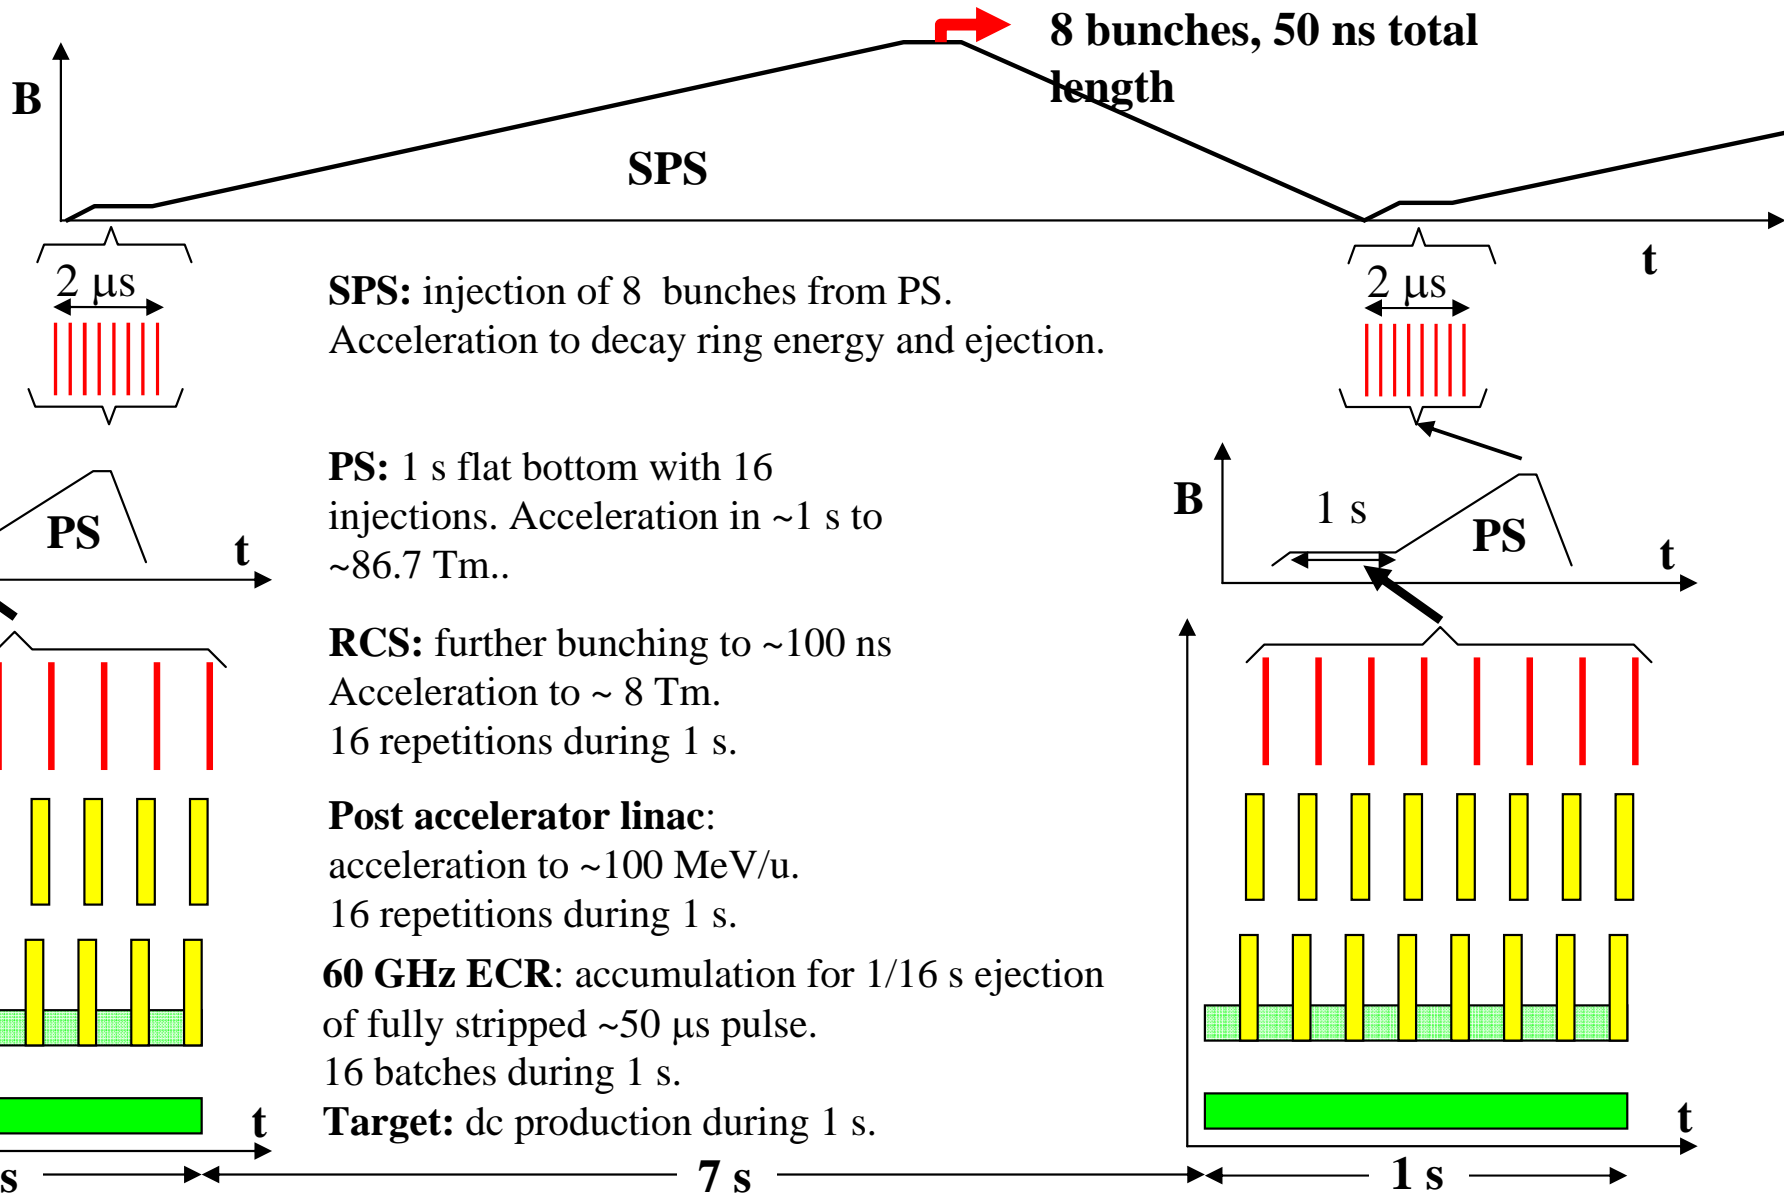 8 bunches, 50 ns total
length
B
SPS
t
2 μs
2 μs
SPS: injection of 8 bunches from PS.
Acceleration to decay ring energy and ejection.
PS: 1 s flat bottom with 16
injections. Acceleration in ~1 s to
~86.7 Tm..
PS
t
B
1 s
PS
t
RCS: further bunching to ~100 ns
Acceleration to ~ 8 Tm.
16 repetitions during 1 s.
Post accelerator linac:
acceleration to ~100 MeV/u.
16 repetitions during 1 s.
60 GHz ECR: accumulation for 1/16 s ejection
of fully stripped ~50 μs pulse.
16 batches during 1 s.
Target: dc production during 1 s.
t
t
s
7 s
1 s